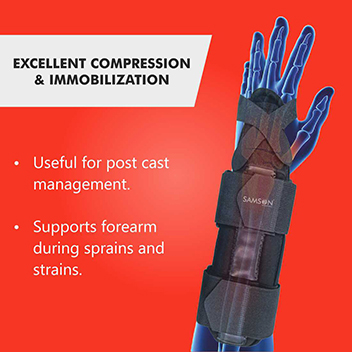 EXCELLENT COMPRESSION
& IMMOBILIZATION
• Useful for post cast
management.
• Supports forearm
during sprains and
strains.
SAMSON